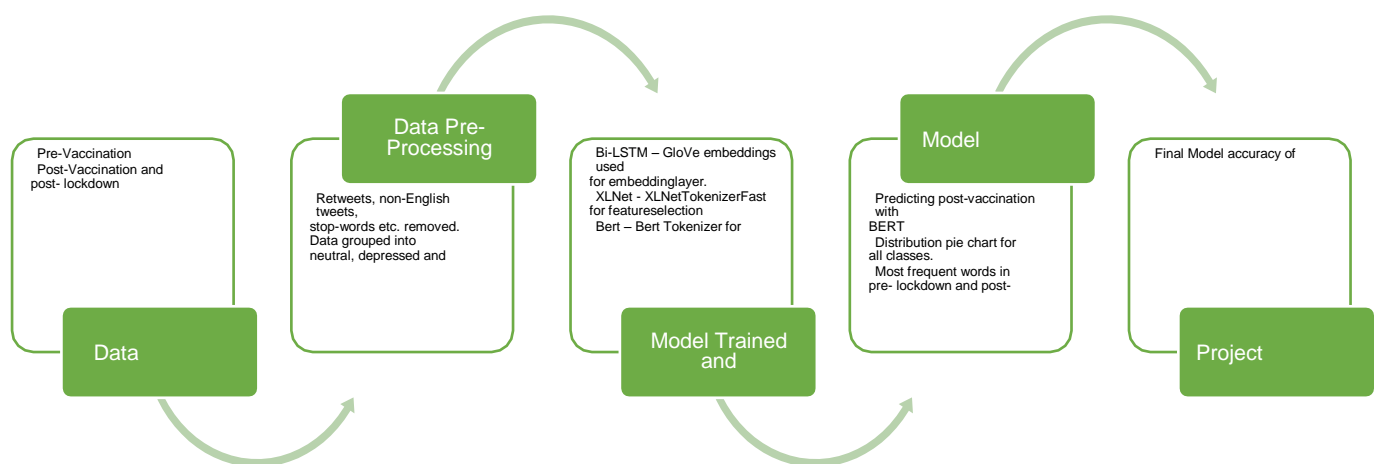 Pre-Vaccination
Post-Vaccination and
post- lockdown
Data
Data Pre-
Processing
Retweets, non-English
tweets,
stop-words etc. removed.
Data grouped into
neutral, depressed and
Bi-LSTM – GloVe embeddings
used
for embeddinglayer.
XLNet - XLNetTokenizerFast
for featureselection
Bert – Bert Tokenizer for
Model Trained
and
Model
Predicting post-vaccination
with
BERT
Distribution pie chart for
all classes.
Most frequent words in
pre- lockdown and post-
Final Model accuracy of
Project